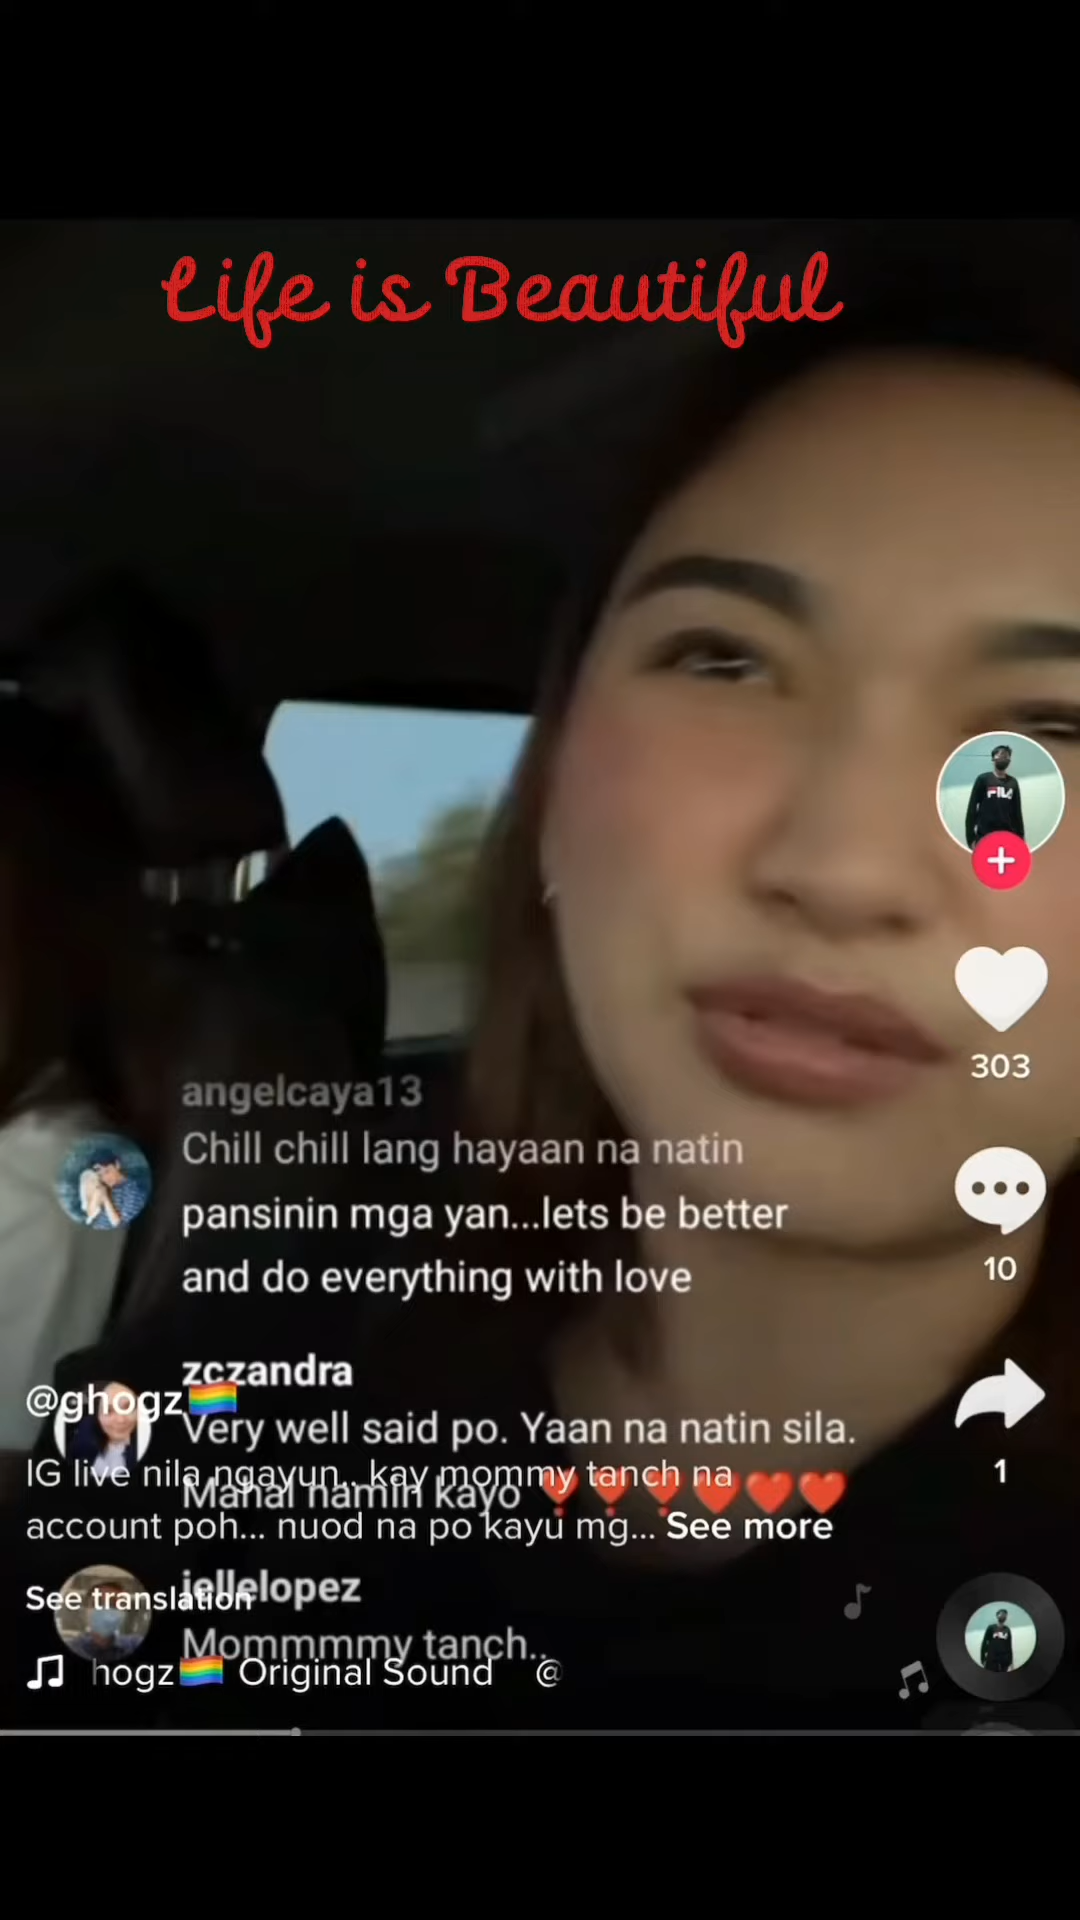 Life is Beautiful
FILA
303
angelcaya13
Chill chill lang hayaan na natin
pansinin mga yan...lets be better
and do everything with love
10
zczandra
@ghogz🏳️‍🌈
Very well said po. Yaan na natin sila.
IG live nila ngayun.. kay mommy tanch na
Mahal namin kayo ❣❣❣❤❤❤
1
account poh... nuod na po kayu mg... See more
jellelopez
See translation
Mommmmy tanch..
hogz🏳️‍🌈 Original Sound @